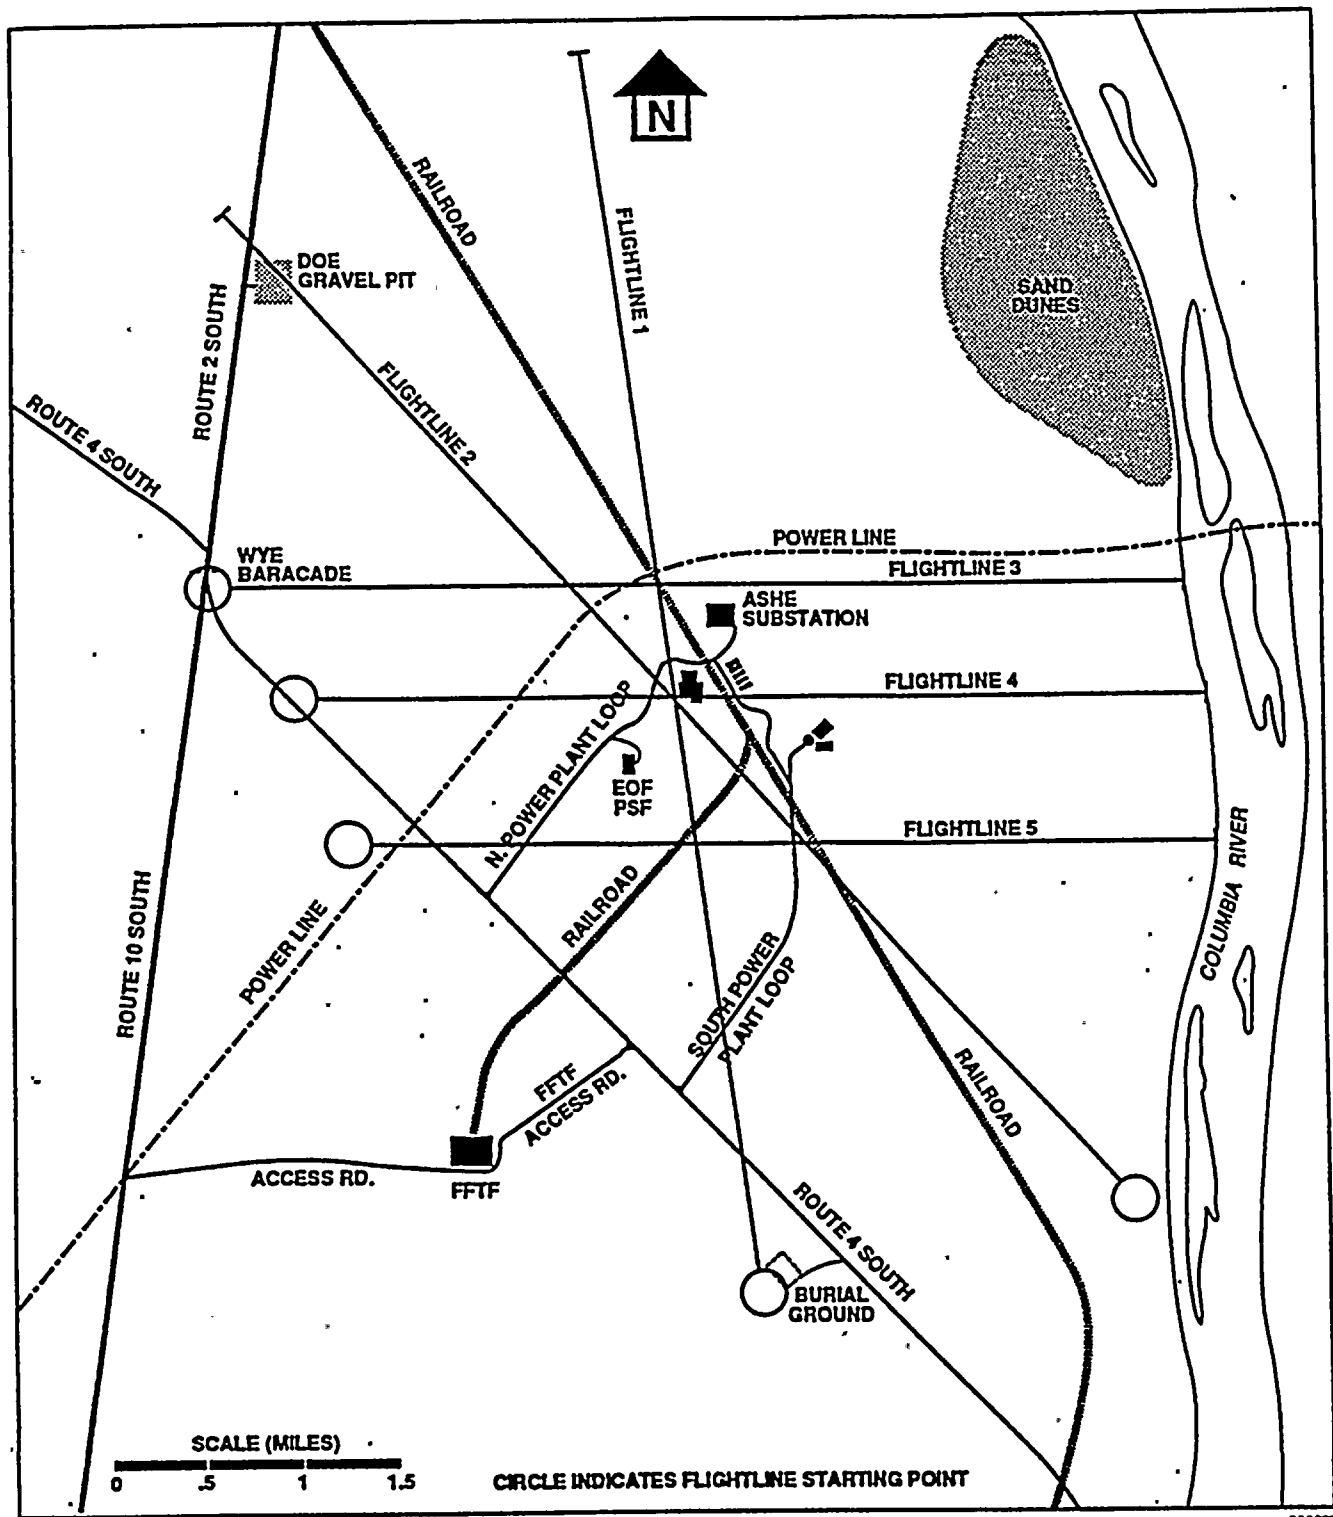 N
RAILROAD
FLIGHTLINE 1
DOE
GRAVEL PIT
SAND
DUNES
ROUTE 2 SOUTH
FLIGHTLINE 2
ROUTE 4 SOUTH
POWER LINE
WYE
BARACADE
FLIGHTLINE 3
ASHE
SUBSTATION
FLIGHTLINE 4
N. POWER PLANT LOOP
EOF
PSF
FLIGHTLINE 5
COLUMBIA RIVER
ROUTE 10 SOUTH
POWER LINE
RAILROAD
SOUTH POWER
PLANT LOOP
RAILROAD
FFTF
ACCESS RD.
ACCESS RD.
FFTF
ROUTE 4 SOUTH
BURIAL
GROUND
SCALE (MILES)
0 .5 1 1.5
CIRCLE INDICATES FLIGHTLINE STARTING POINT